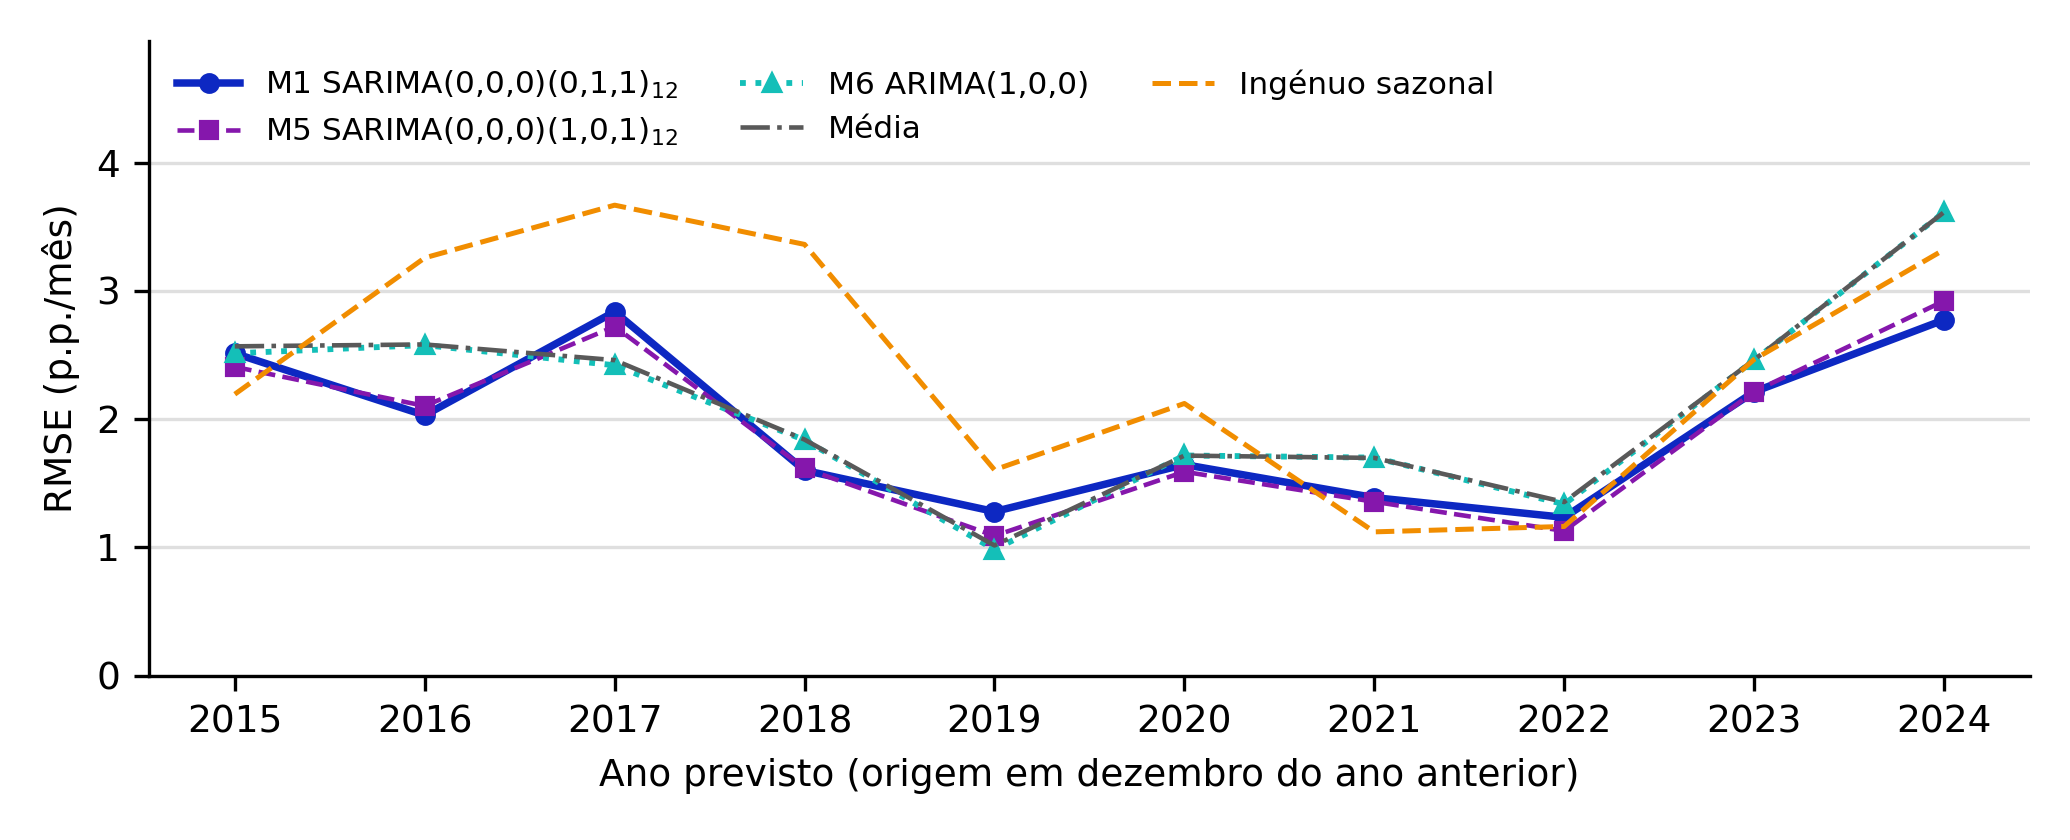 M1 SARIMA(0,0,0)(0,1,1)₁₂
M5 SARIMA(0,0,0)(1,0,1)₁₂
M6 ARIMA(1,0,0)
Média
Ingénuo sazonal
RMSE (p.p./mês)
4
3
2
1
0
2015 2016 2017 2018 2019 2020 2021 2022 2023 2024
Ano previsto (origem em dezembro do ano anterior)